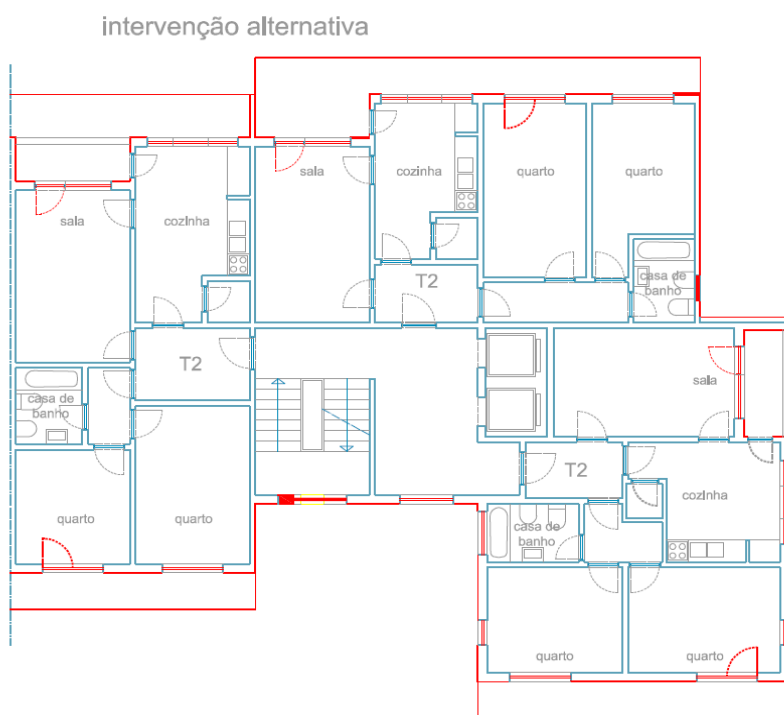 intervenção alternativa
sala
cozinha
sala
cozinha
quarto
quarto
T2
casa de
banho
T2
casa de
banho
sala
quarto
quarto
T2
cozinha
casa de
banho
quarto
quarto